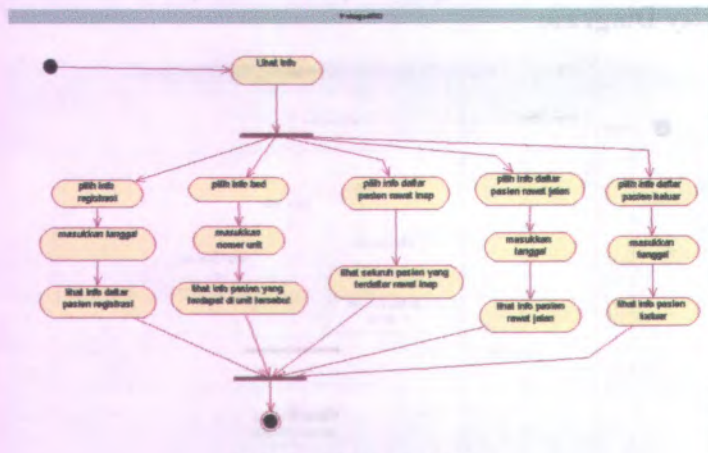 Lihat info
pilih info
registrasi
masukkan tanggal
lihat info daftar
pasien registrasi
pilih info bed
masukkan
nomer unit
lihat info pasien yang
terdapat di unit tersebut
pilih info daftar
pasien rawat inap
lihat seluruh pasien yang
terdaftar rawat inap
pilih info daftar
pasien rawat jalan
masukkan
tanggal
lihat info pasien
rawat jalan
pilih info daftar
pasien keluar
masukkan
tanggal
lihat info pasien
keluar